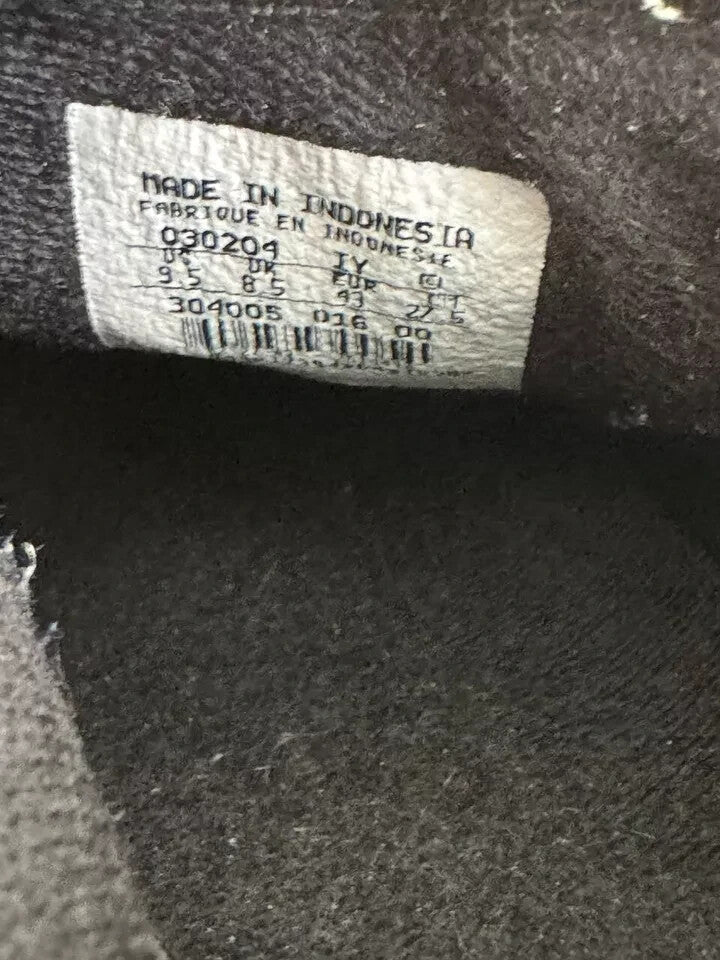 MADE IN INDONESIA
FABRIQUE EN INDONESIE
030204 IY
US UK EUR CM
9.5 8.5 43 27.5
304005 016 00